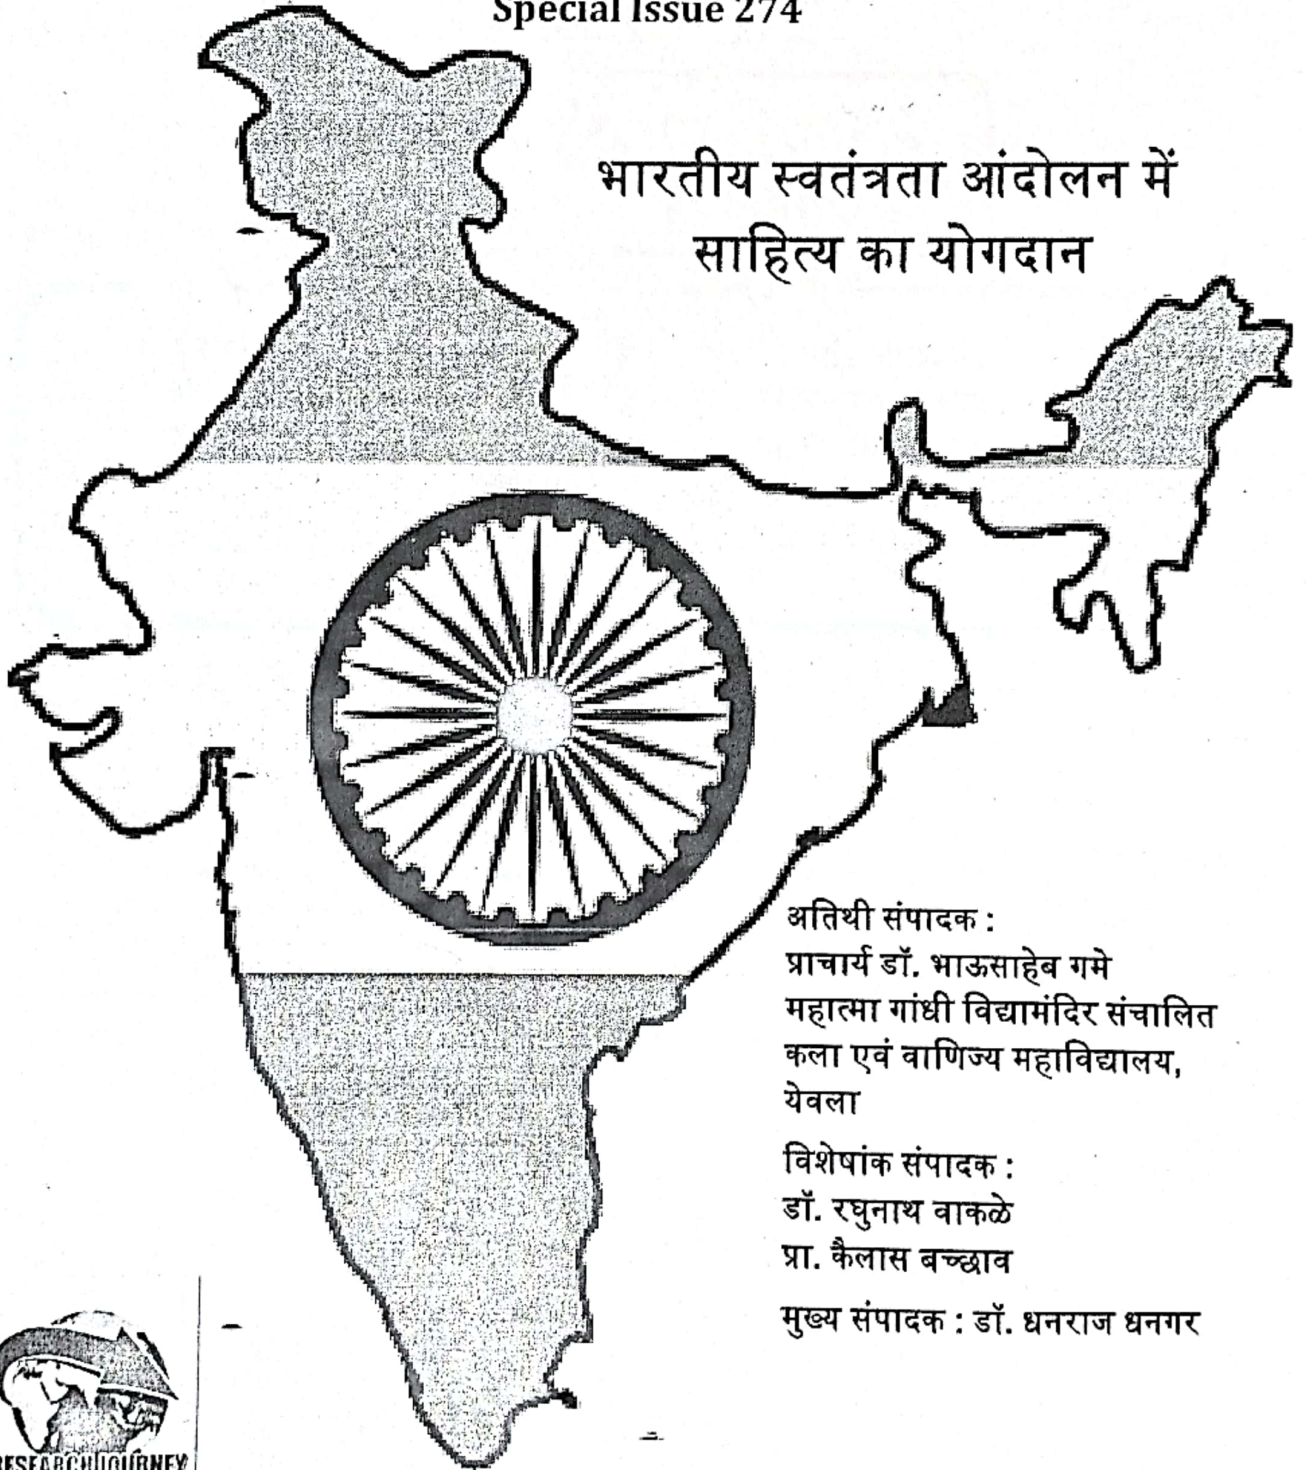 Special Issue 274
भारतीय स्वतंत्रता आंदोलन में
साहित्य का योगदान
अतिथी संपादक :
प्राचार्य डॉ. भाऊसाहेब गमे
महात्मा गांधी विद्यामंदिर संचालित
कला एवं वाणिज्य महाविद्यालय,
येवला
विशेषांक संपादक :
डॉ. रघुनाथ वाकळे
प्रा. कैलास बच्छाव
मुख्य संपादक : डॉ. धनराज धनगर
RESEARCHJOURNEY